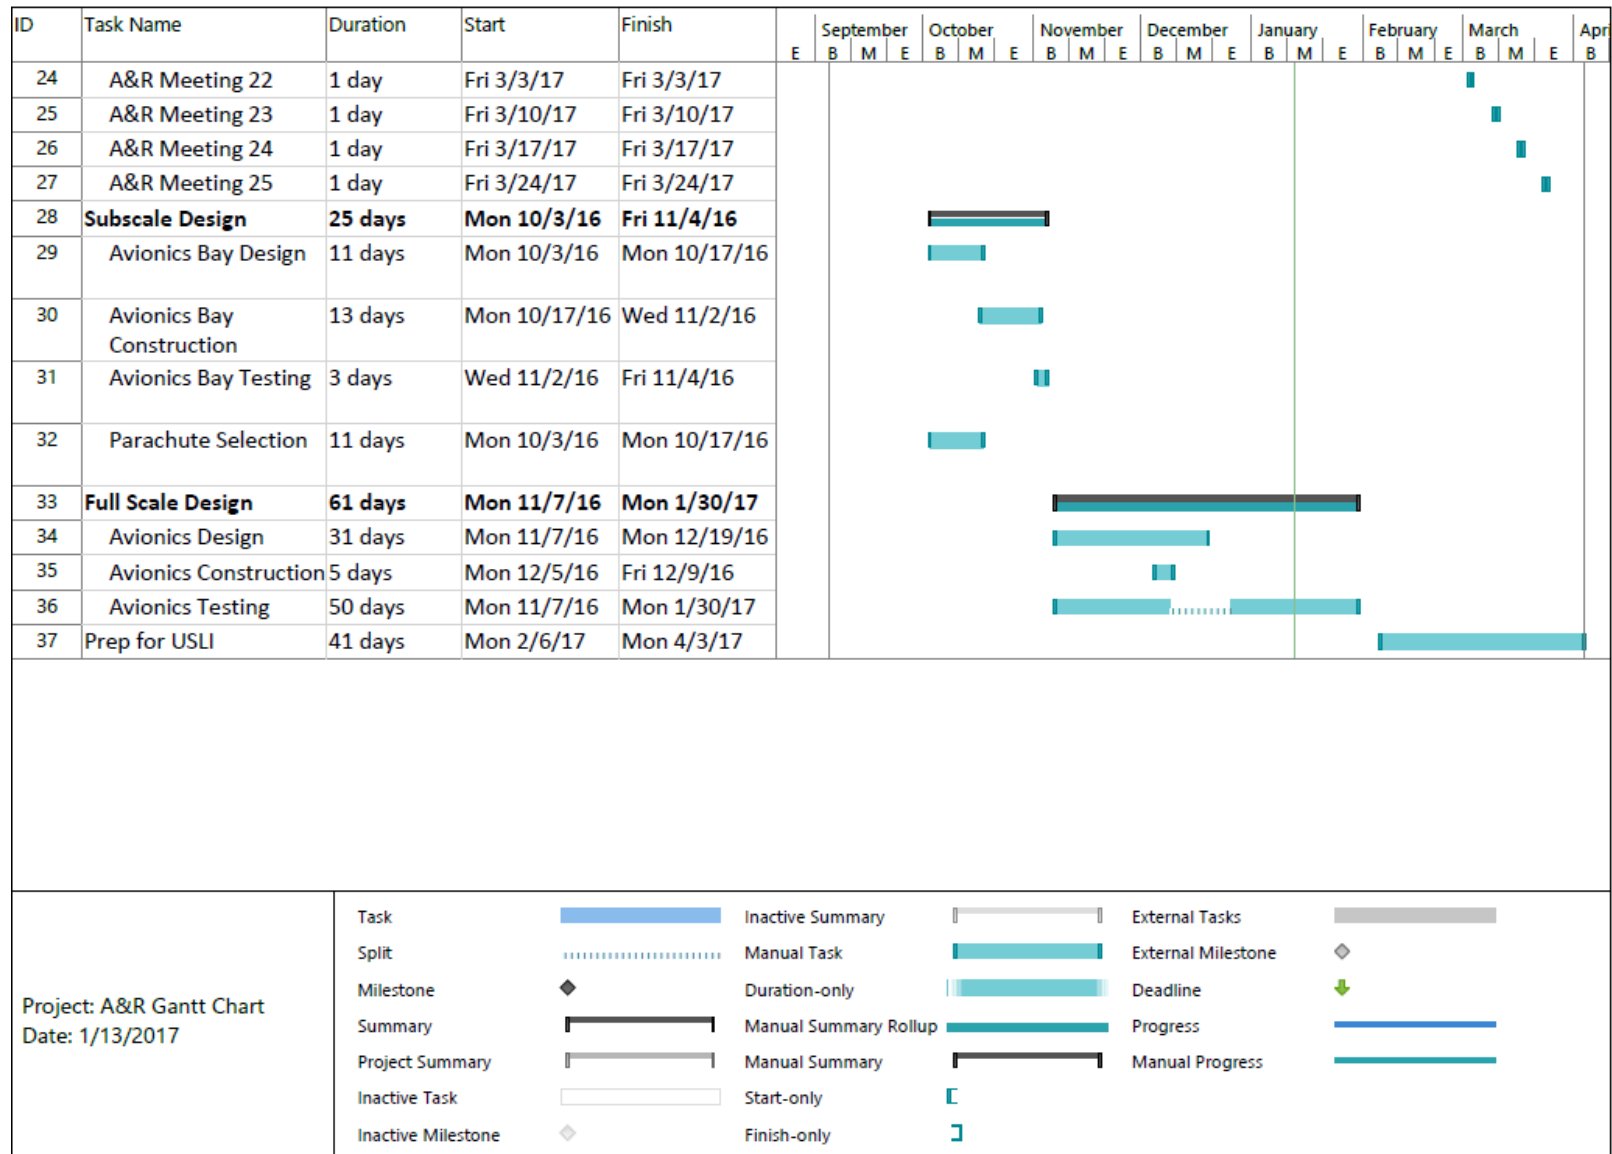 ID Task Name Duration Start Finish
September October November December January February March Apri
E B M E B M E B M E B M E B M E B M E B M E B
24 A&R Meeting 22 1 day Fri 3/3/17 Fri 3/3/17
25 A&R Meeting 23 1 day Fri 3/10/17 Fri 3/10/17
26 A&R Meeting 24 1 day Fri 3/17/17 Fri 3/17/17
27 A&R Meeting 25 1 day Fri 3/24/17 Fri 3/24/17
28 Subscale Design 25 days Mon 10/3/16 Fri 11/4/16
29 Avionics Bay Design 11 days Mon 10/3/16 Mon 10/17/16
30 Avionics Bay 13 days Mon 10/17/16 Wed 11/2/16
Construction
31 Avionics Bay Testing 3 days Wed 11/2/16 Fri 11/4/16
32 Parachute Selection 11 days Mon 10/3/16 Mon 10/17/16
33 Full Scale Design 61 days Mon 11/7/16 Mon 1/30/17
34 Avionics Design 31 days Mon 11/7/16 Mon 12/19/16
35 Avionics Construction 5 days Mon 12/5/16 Fri 12/9/16
36 Avionics Testing 50 days Mon 11/7/16 Mon 1/30/17
37 Prep for USLI 41 days Mon 2/6/17 Mon 4/3/17
Project: A&R Gantt Chart
Date: 1/13/2017
Task
Split
Milestone
Summary
Project Summary
Inactive Task
Inactive Milestone
Inactive Summary
Manual Task
Duration-only
Manual Summary Rollup
Manual Summary
Start-only
Finish-only
External Tasks
External Milestone
Deadline
Progress
Manual Progress